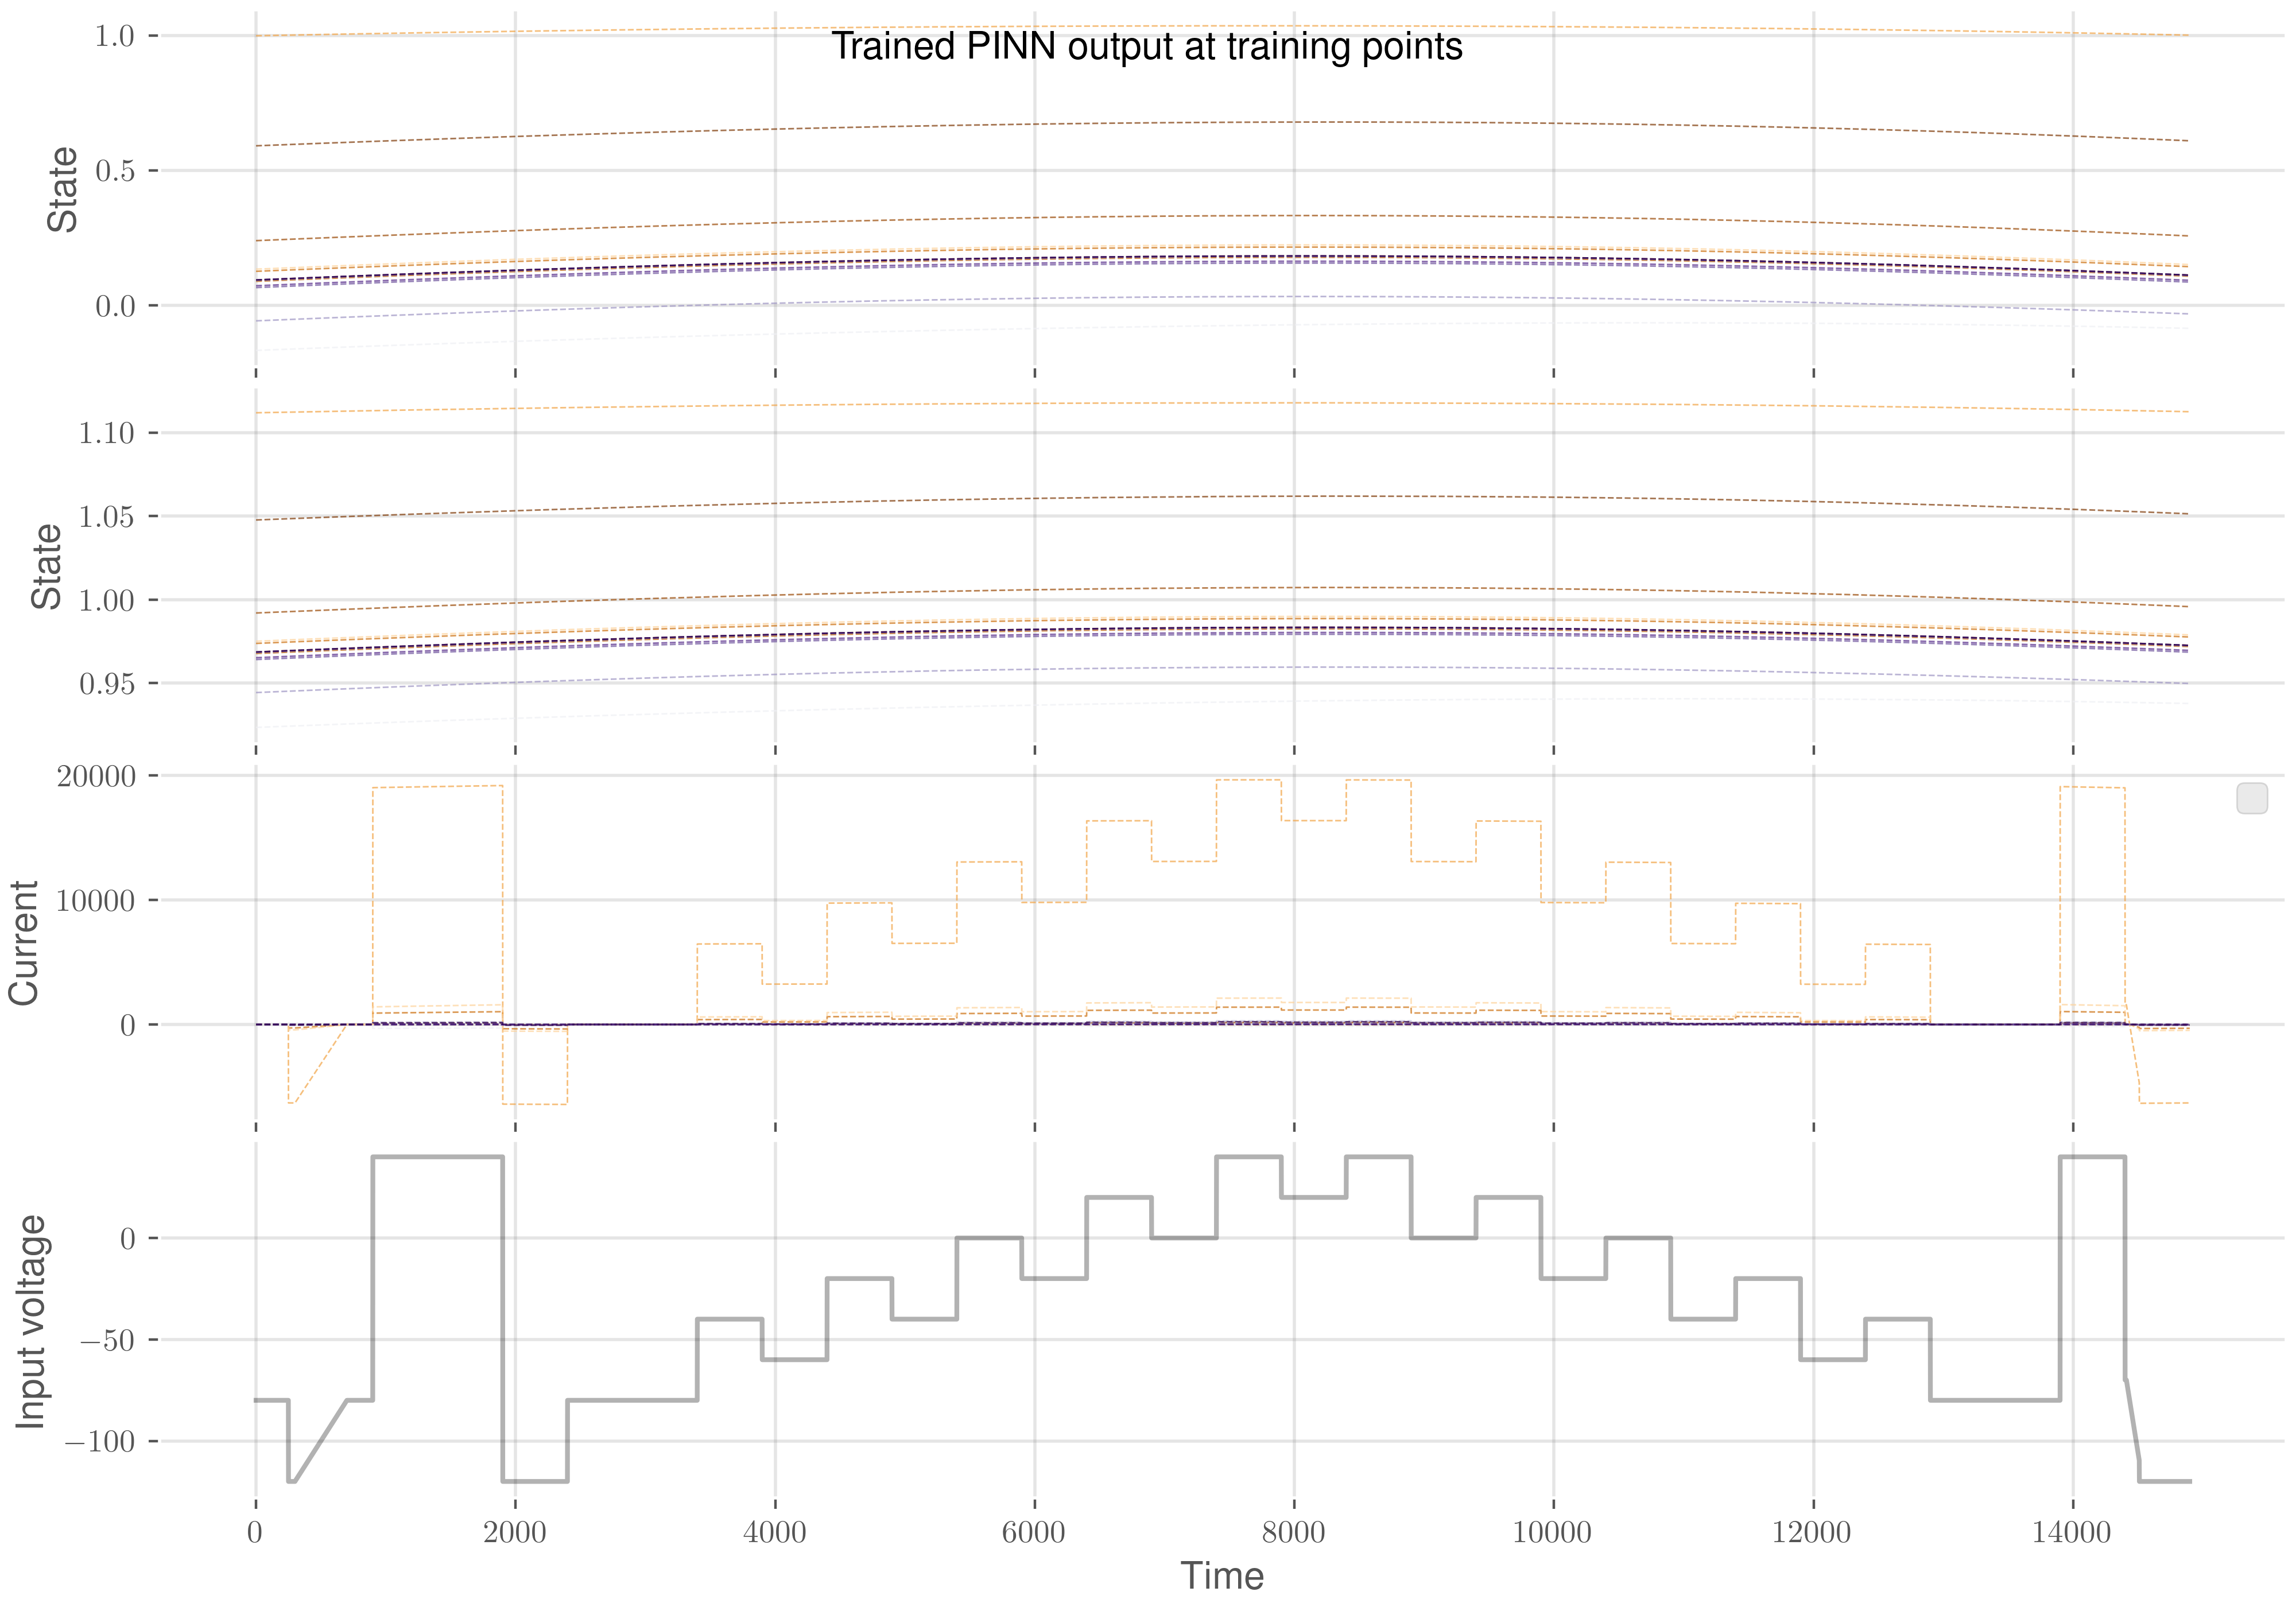 Trained PINN output at training points
State
1.0
0.5
0.0
State
1.10
1.05
1.00
0.95
Current
20000
10000
0
Input voltage
0
−50
−100
0 2000 4000 6000 8000 10000 12000 14000
Time